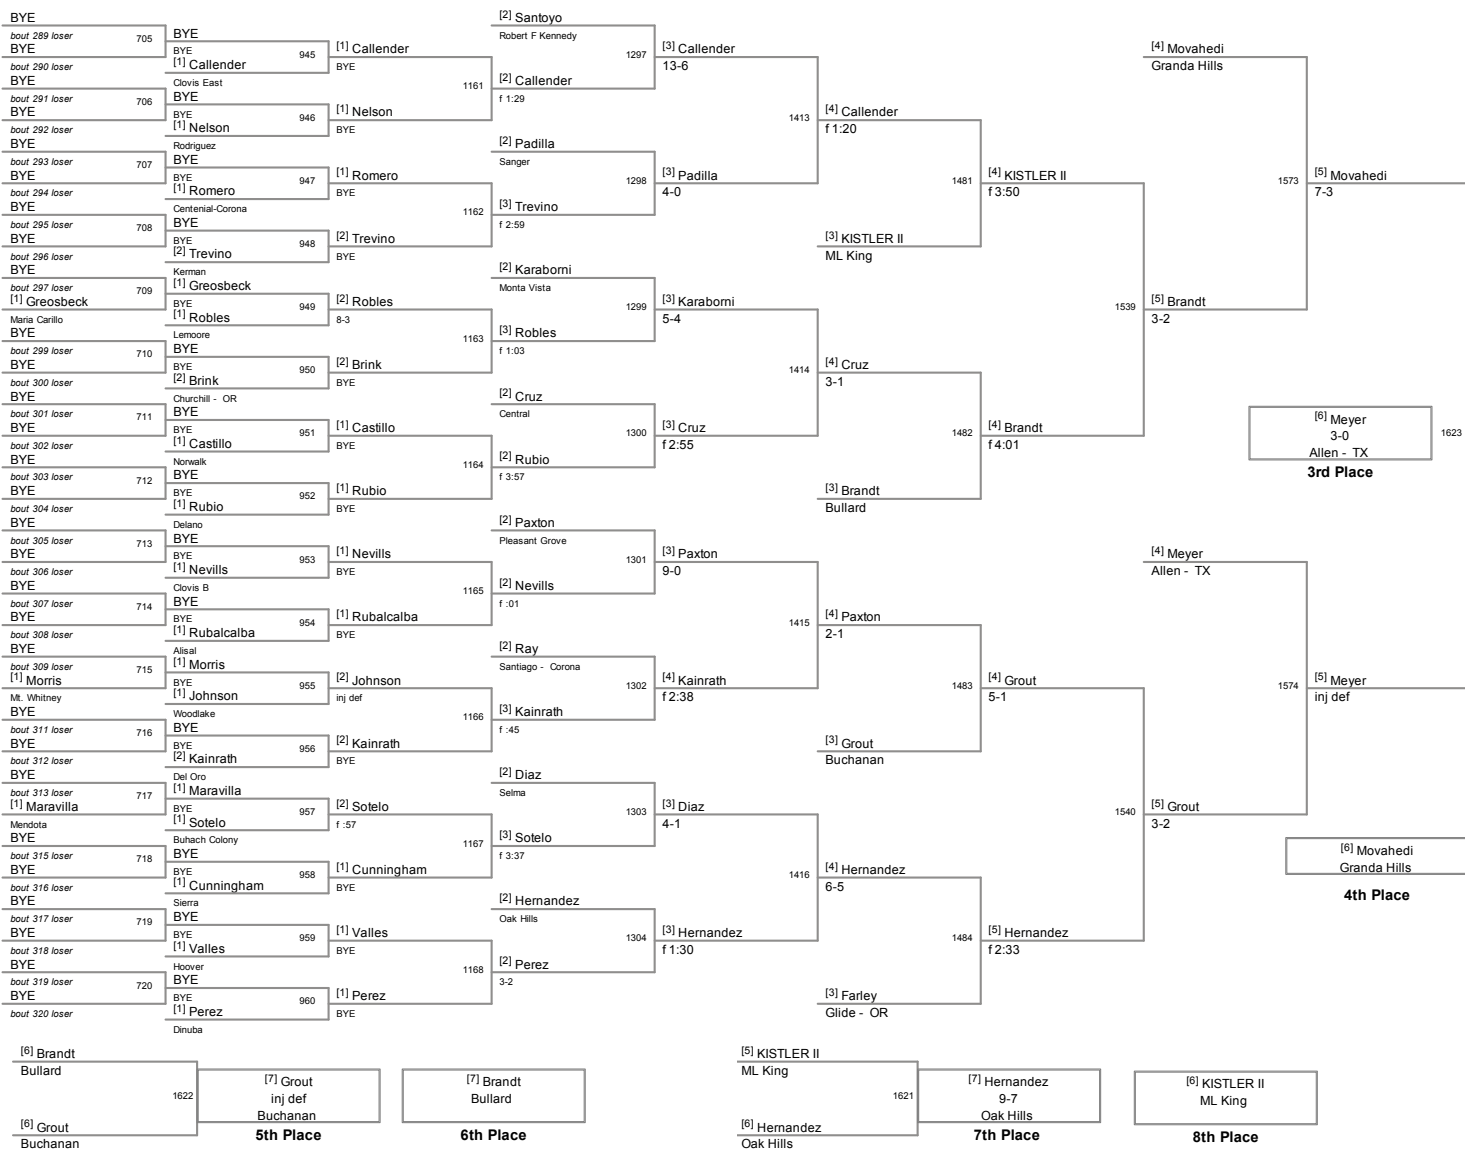 BYE
bout 289 loser
BYE
bout 290 loser
BYE
bout 291 loser
BYE
bout 292 loser
BYE
bout 293 loser
BYE
bout 294 loser
BYE
bout 295 loser
BYE
bout 296 loser
BYE
bout 297 loser
[1] Greosbeck
Maria Carillo
BYE
bout 299 loser
BYE
bout 300 loser
BYE
bout 301 loser
BYE
bout 302 loser
BYE
bout 303 loser
BYE
bout 304 loser
BYE
bout 305 loser
BYE
bout 306 loser
BYE
bout 307 loser
BYE
bout 308 loser
BYE
bout 309 loser
[1] Morris
Mt. Whitney
BYE
bout 311 loser
BYE
bout 312 loser
BYE
bout 313 loser
[1] Maravilla
Mendota
BYE
bout 315 loser
BYE
bout 316 loser
BYE
bout 317 loser
BYE
bout 318 loser
BYE
bout 319 loser
BYE
bout 320 loser
705
706
707
708
709
710
711
712
713
714
715
716
717
718
719
720
BYE
BYE
[1] Callender
Clovis East
BYE
BYE
[1] Nelson
Rodriguez
BYE
BYE
[1] Romero
Centenial-Corona
BYE
BYE
[2] Trevino
Kerman
[1] Greosbeck
BYE
[1] Robles
Lemoore
BYE
BYE
[2] Brink
Churchill - OR
BYE
BYE
[1] Castillo
Norwalk
BYE
BYE
[1] Rubio
Delano
BYE
BYE
[1] Nevills
Clovis B
BYE
BYE
[1] Rubalcalba
Alisal
[1] Morris
BYE
[1] Johnson
Woodlake
BYE
BYE
[2] Kainrath
Del Oro
[1] Maravilla
BYE
[1] Sotelo
Buhach Colony
BYE
BYE
[1] Cunningham
Sierra
BYE
BYE
[1] Valles
Hoover
BYE
BYE
[1] Perez
Dinuba
945
946
947
948
949
950
951
952
953
954
955
956
957
958
959
960
[1] Callender
BYE
[1] Nelson
BYE
[1] Romero
BYE
[2] Trevino
BYE
[2] Robles
8-3
[2] Brink
BYE
[1] Castillo
BYE
[1] Rubio
BYE
[1] Nevills
BYE
[1] Rubalcalba
BYE
[2] Johnson
inj def
[2] Kainrath
BYE
[2] Sotelo
f :57
[1] Cunningham
BYE
[1] Valles
BYE
[1] Perez
BYE
1161
1162
1163
1164
1165
1166
1167
1168
[2] Santoyo
Robert F Kennedy
[2] Callender
f 1:29
[2] Padilla
Sanger
[3] Trevino
f 2:59
[2] Karaborni
Monta Vista
[3] Robles
f 1:03
[2] Cruz
Central
[2] Rubio
f 3:57
[2] Paxton
Pleasant Grove
[2] Nevills
f :01
[2] Ray
Santiago - Corona
[3] Kainrath
f :45
[2] Diaz
Selma
[3] Sotelo
f 3:37
[2] Hernandez
Oak Hills
[2] Perez
3-2
1297
1298
1299
1300
1301
1302
1303
1304
[3] Callender
13-6
[3] Padilla
4-0
[3] Karaborni
5-4
[3] Cruz
f 2:55
[3] Paxton
9-0
[4] Kainrath
f 2:38
[3] Diaz
4-1
[3] Hernandez
f 1:30
1413
1414
1415
1416
[4] Callender
f 1:20
[3] KISTLER II
ML King
[4] Cruz
3-1
[3] Brandt
Bullard
[4] Paxton
2-1
[3] Grout
Buchanan
[4] Hernandez
6-5
[3] Farley
Glide - OR
1481
1482
1483
1484
[4] KISTLER II
f 3:50
[4] Brandt
f 4:01
[4] Grout
5-1
[5] Hernandez
f 2:33
1539
1540
[4] Movahedi
Granda Hills
[5] Brandt
3-2
[4] Meyer
Allen - TX
[5] Grout
3-2
1573
1574
[5] Movahedi
7-3
[6] Meyer
3-0
Allen - TX
3rd Place
1623
[5] Meyer
inj def
[6] Movahedi
Granda Hills
4th Place
[6] Brandt
Bullard
[6] Grout
Buchanan
1622
[7] Grout
inj def
Buchanan
5th Place
[7] Brandt
Bullard
6th Place
[5] KISTLER II
ML King
[6] Hernandez
Oak Hills
1621
[7] Hernandez
9-7
Oak Hills
7th Place
[6] KISTLER II
ML King
8th Place